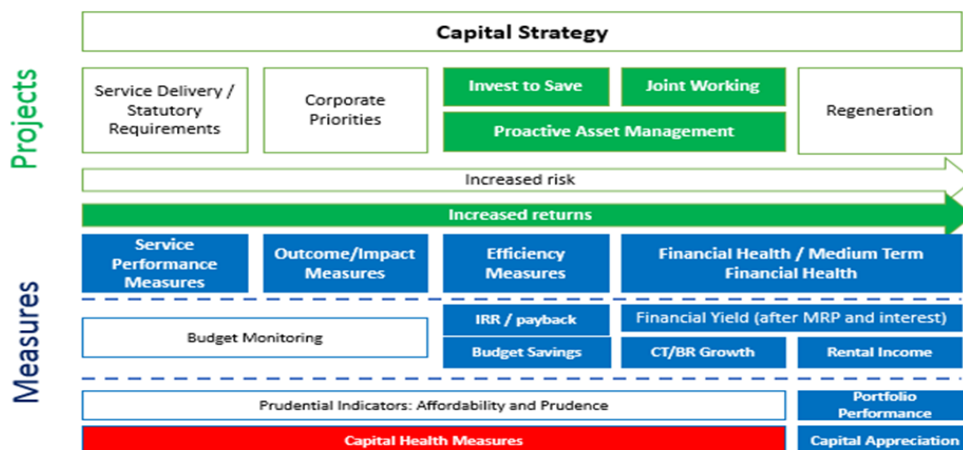 Capital Strategy
Projects
Service Delivery /
Statutory
Requirements
Corporate
Priorities
Invest to Save
Joint Working
Proactive Asset Management
Regeneration
Increased risk
Increased returns
Measures
Service
Performance
Measures
Outcome/Impact
Measures
Efficiency
Measures
Financial Health / Medium Term
Financial Health
Budget Monitoring
IRR / payback
Financial Yield (after MRP and interest)
Budget Savings
CT/BR Growth
Rental Income
Prudential Indicators: Affordability and Prudence
Portfolio
Performance
Capital Health Measures
Capital Appreciation